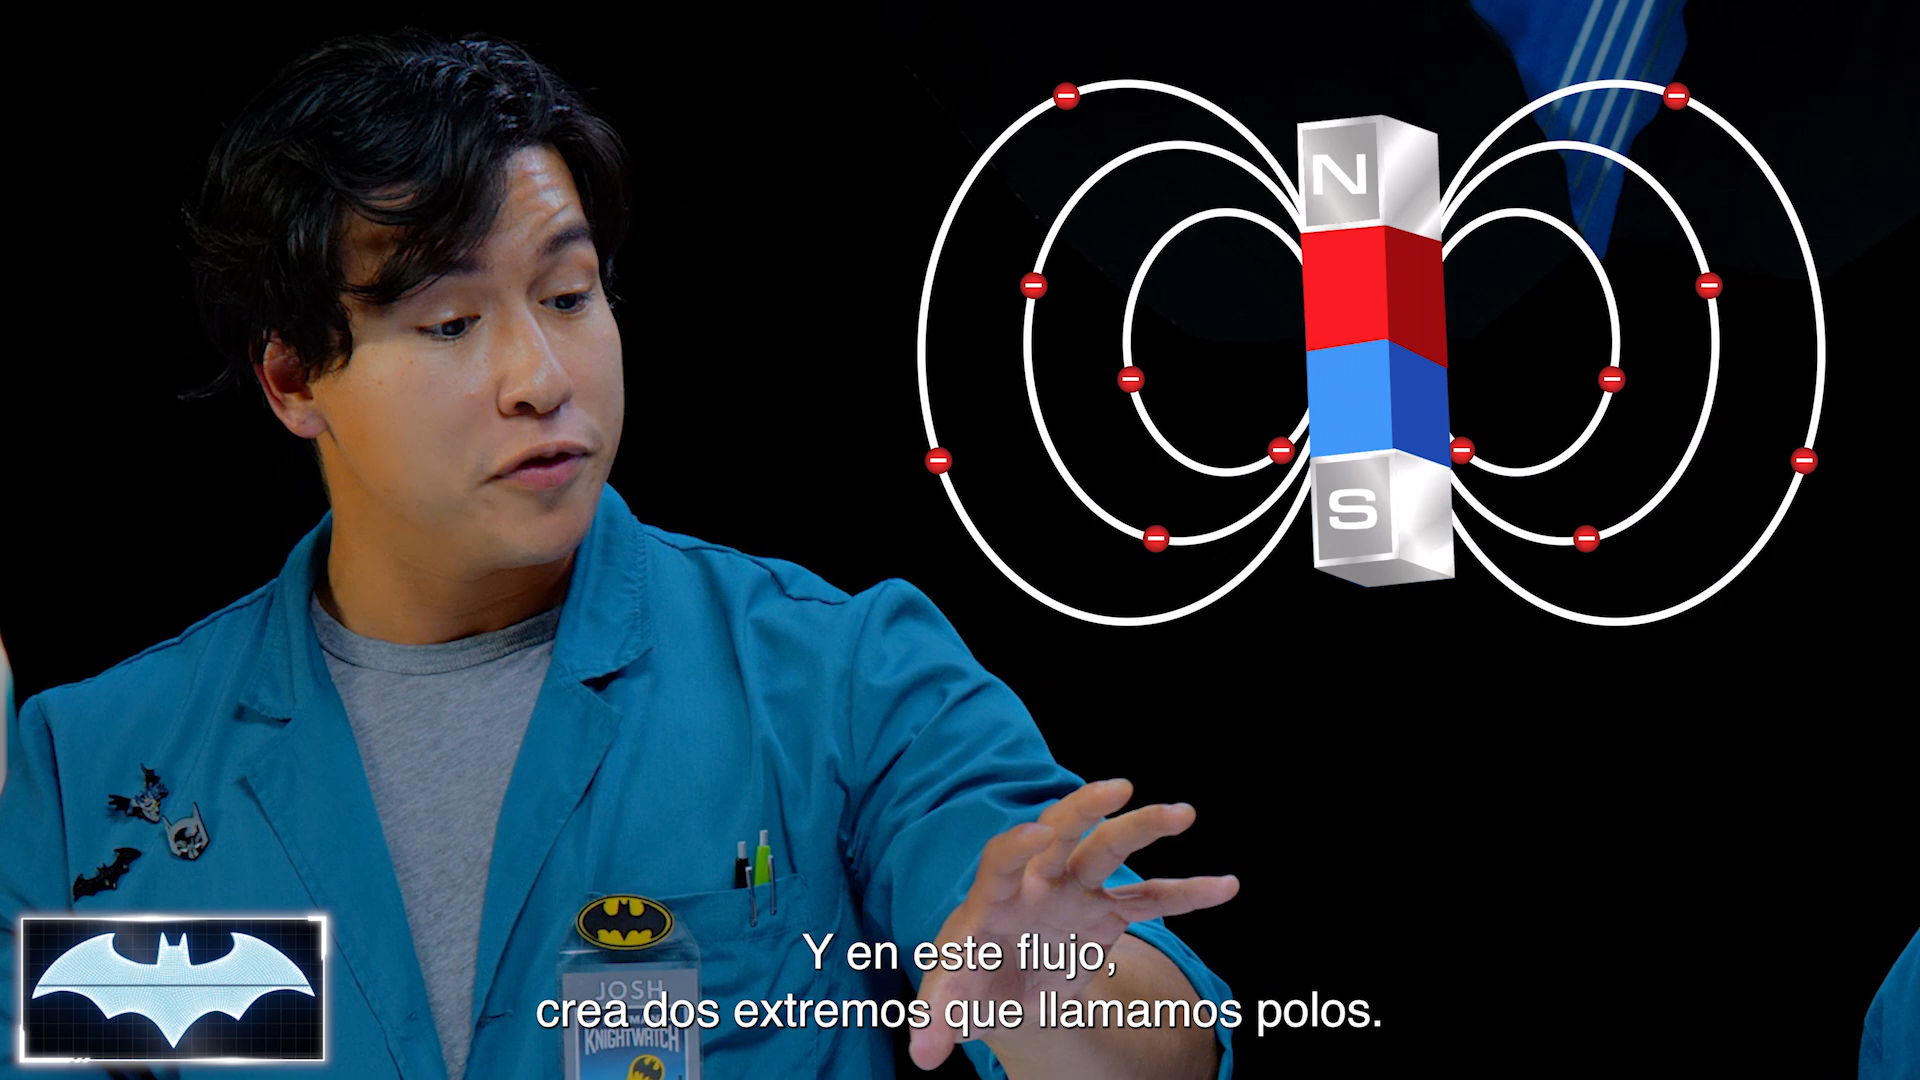 N
S
Y en este flujo,
crea dos extremos que llamamos polos.
JOSH
KNIGHTWATCH